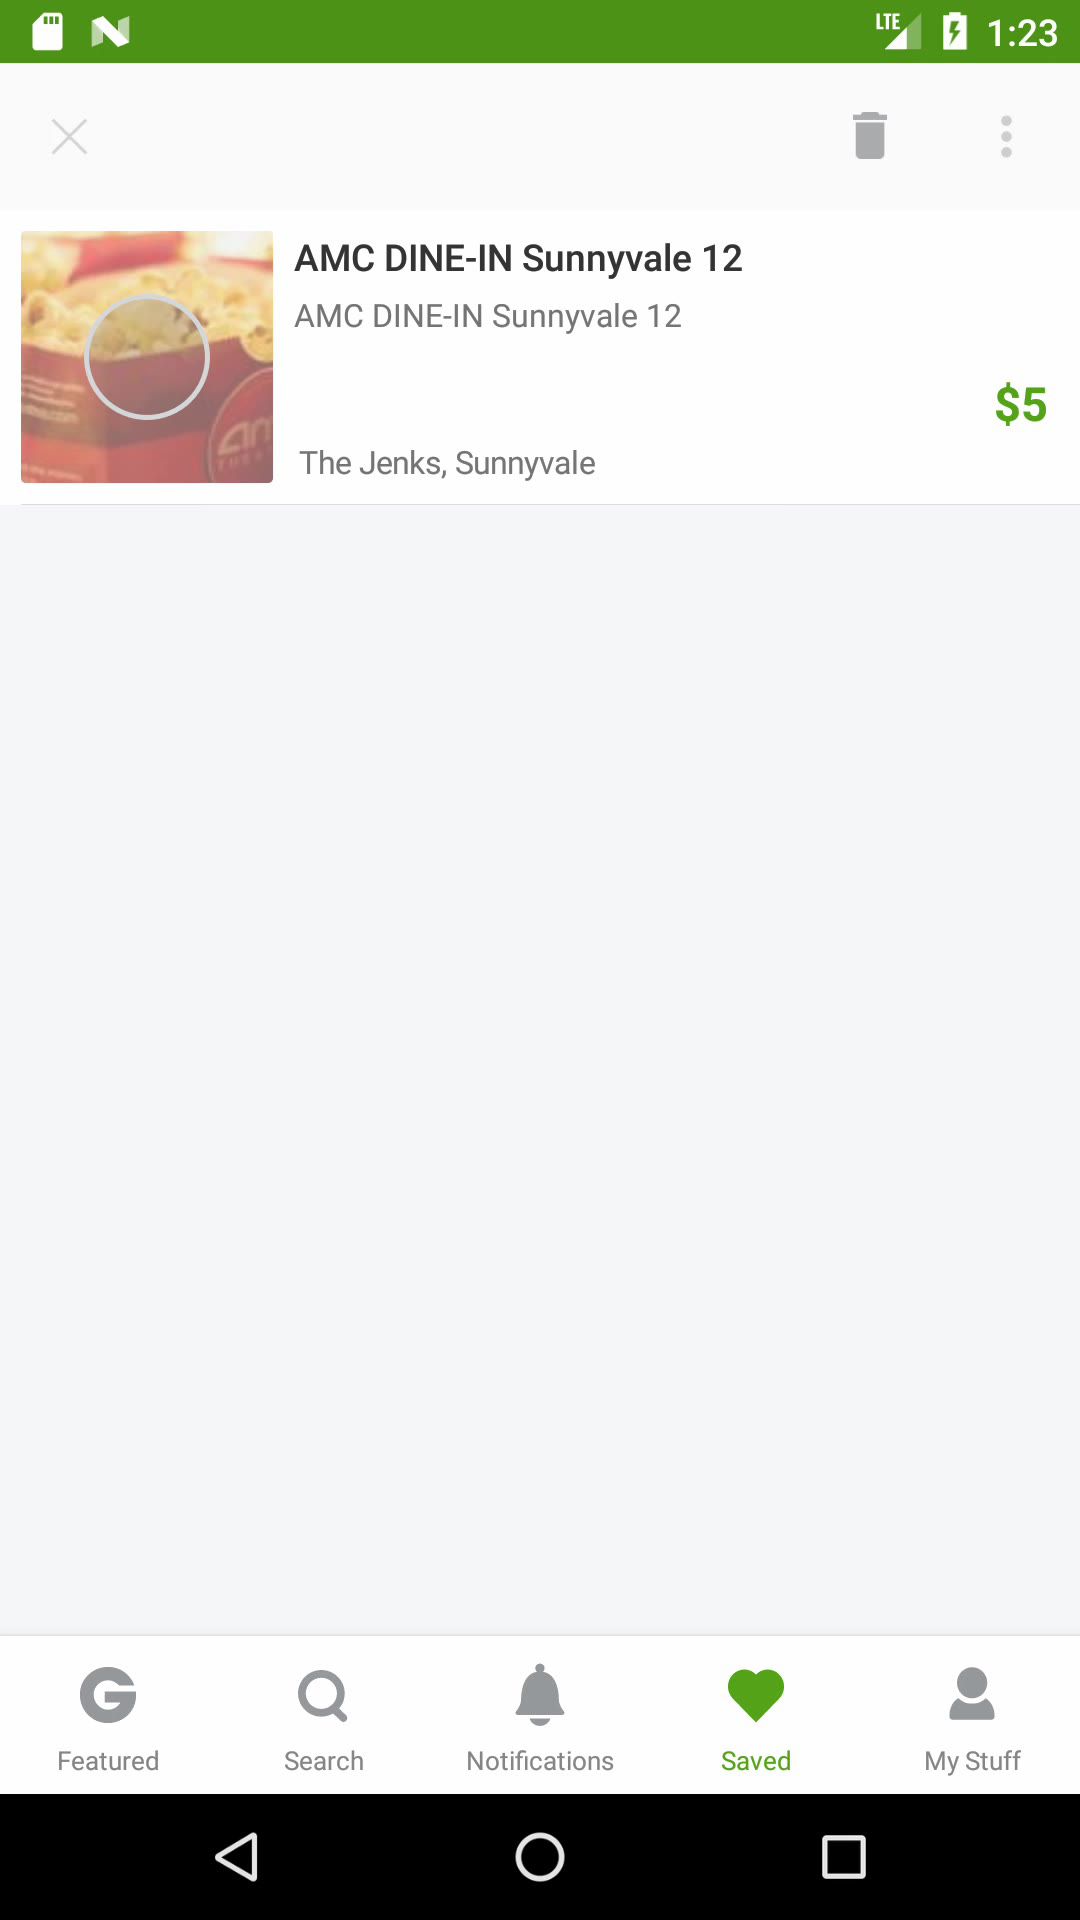 LTE 1:23
AMC DINE-IN Sunnyvale 12
AMC DINE-IN Sunnyvale 12
$5
The Jenks, Sunnyvale
Featured Search Notifications Saved My Stuff